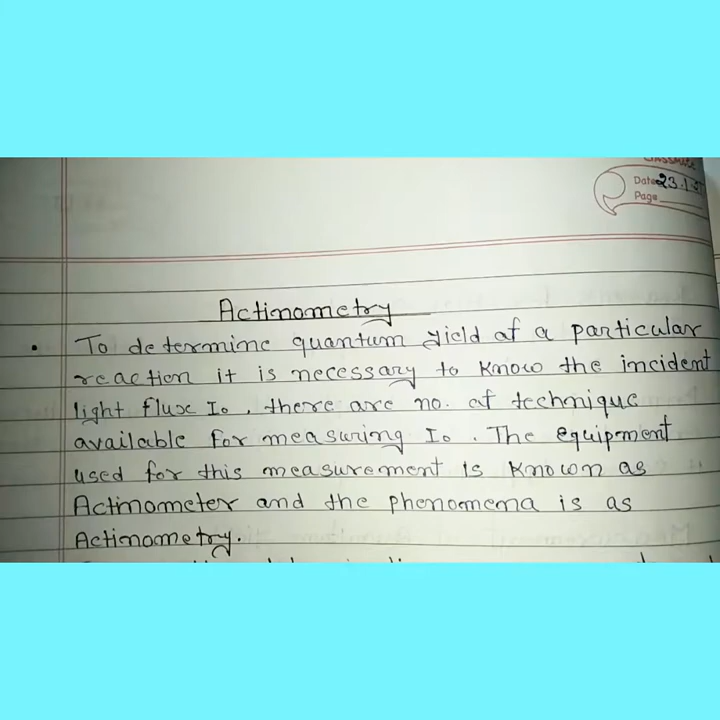 Date 23.1
Page
Actinometry
• To determine quantum yield of a particular
reaction it is necessary to know the incident
light flux I₀, there are no. of technique
available for measuring I₀. The equipment
used for this measurement is known as
Actinometer and the phenomena is as
Actinometry.